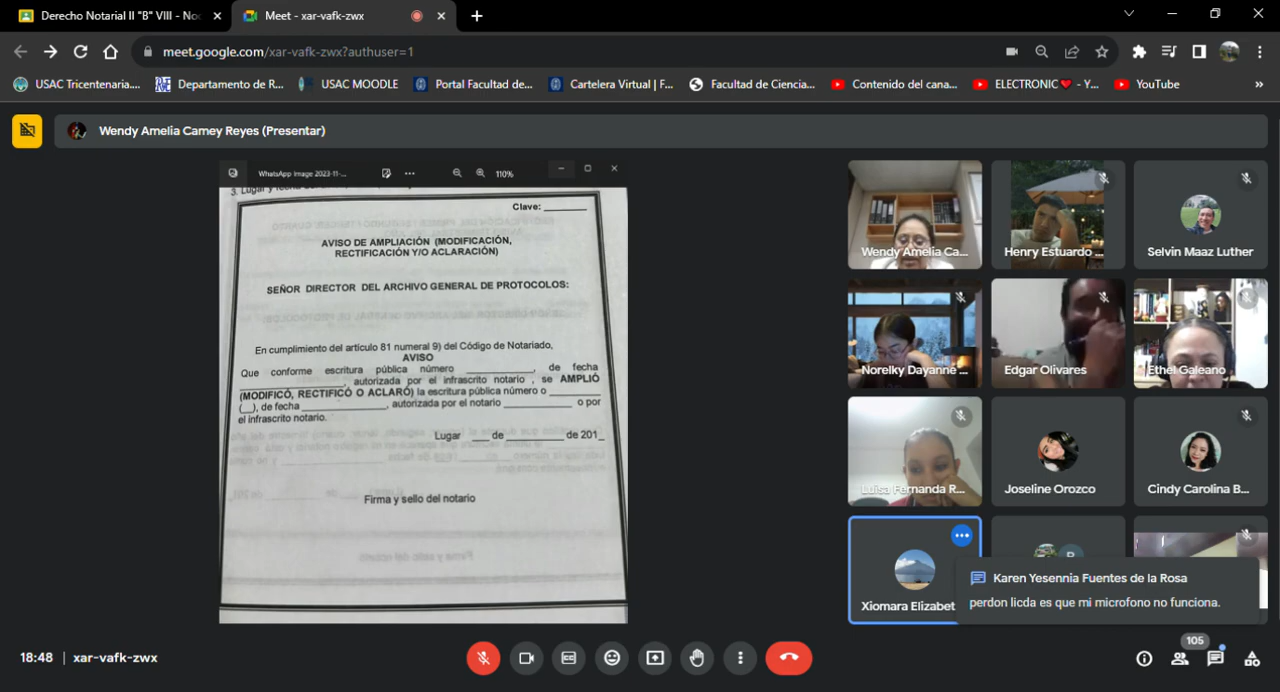 Derecho Notarial II "B" VIII - Noc
Meet - xar-vafk-zwx
meet.google.com/xar-vafk-zwx?authuser=1
USAC Tricentenaria....
Departamento de R...
USAC MOODLE
Portal Facultad de...
Cartelera Virtual | F...
Facultad de Ciencia...
Contenido del cana...
ELECTRONIC❤ - Y...
YouTube
»
Wendy Amelia Camey Reyes (Presentar)
WhatsApp Image 2023-11-...
110%
3. Lugar y fecha
Clave: ________
AVISO DE AMPLIACIÓN (MODIFICACIÓN,
RECTIFICACIÓN Y/O ACLARACIÓN)
SEÑOR DIRECTOR DEL ARCHIVO GENERAL DE PROTOCOLOS:
En cumplimiento del artículo 81 numeral 9) del Código de Notariado,
AVISO
Que conforme escritura pública número ____________, de fecha
__________________, autorizada por el infrascrito notario , se AMPLIÓ
(MODIFICÓ, RECTIFICÓ O ACLARÓ) la escritura pública número o _________
(__), de fecha _______________, autorizada por el notario ____________ o por
el infrascrito notario.
Lugar ___ de __________ de 201_
Firma y sello del notario
Wendy Amelia Ca...
Henry Estuardo ...
Selvin Maaz Luther
Norelky Dayanne ...
Edgar Olivares
Ethel Galeano
Luisa Fernanda R...
Joseline Orozco
Cindy Carolina B...
Xiomara Elizabet
Karen Yesennia Fuentes de la Rosa
perdon licda es que mi microfono no funciona.
18:48 | xar-vafk-zwx
105